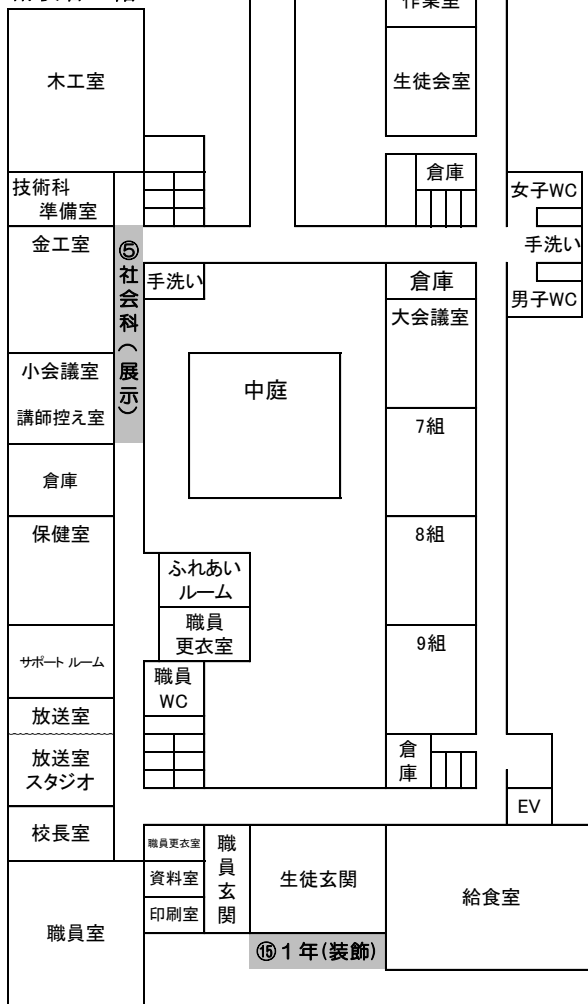 作業室
木工室
生徒会室
倉庫
技術科
準備室
女子WC
手洗い
男子WC
金工室
⑤社会科(展示)
手洗い
倉庫
大会議室
小会議室
講師控え室
中庭
7組
倉庫
保健室
8組
ふれあい
ルーム
職員
更衣室
9組
サポート ルーム
職員
WC
放送室
放送室
スタジオ
倉庫
EV
校長室
職員更衣室
職員玄関
資料室
生徒玄関
給食室
印刷室
職員室
⑮1年(装飾)